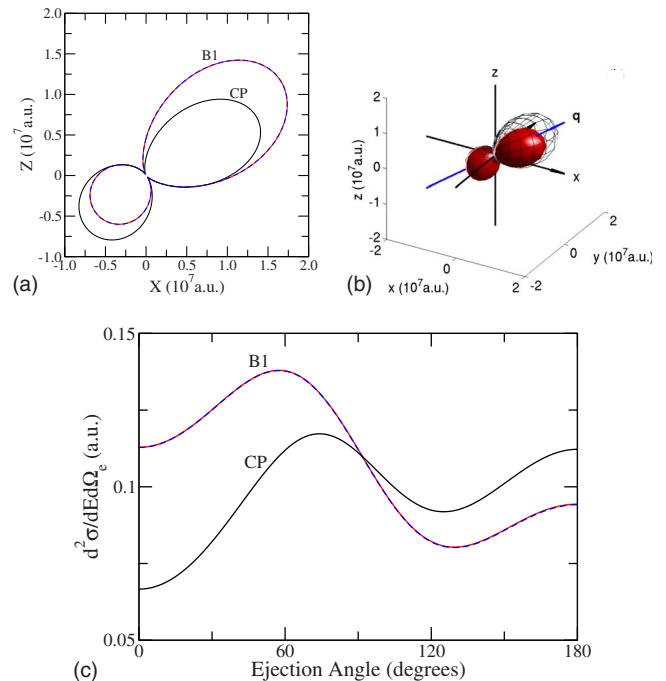 2.0
1.5
1.0
0.5
0
-0.5
-1.0
Z (10⁷a.u.)
B1
CP
-1.0 -0.5 0 0.5 1.0 1.5 2.0
X (10⁷a.u.)
(a)
z
q
x
2
1
0
-1
-2
z (10⁷a.u.)
0
2
x (10⁷a.u.)
-2
0
2
y (10⁷a.u.)
(b)
0.15
0.1
0.05
d²σ/dEdΩₑ (a.u.)
B1
CP
0 60 120 180
Ejection Angle (degrees)
(c)